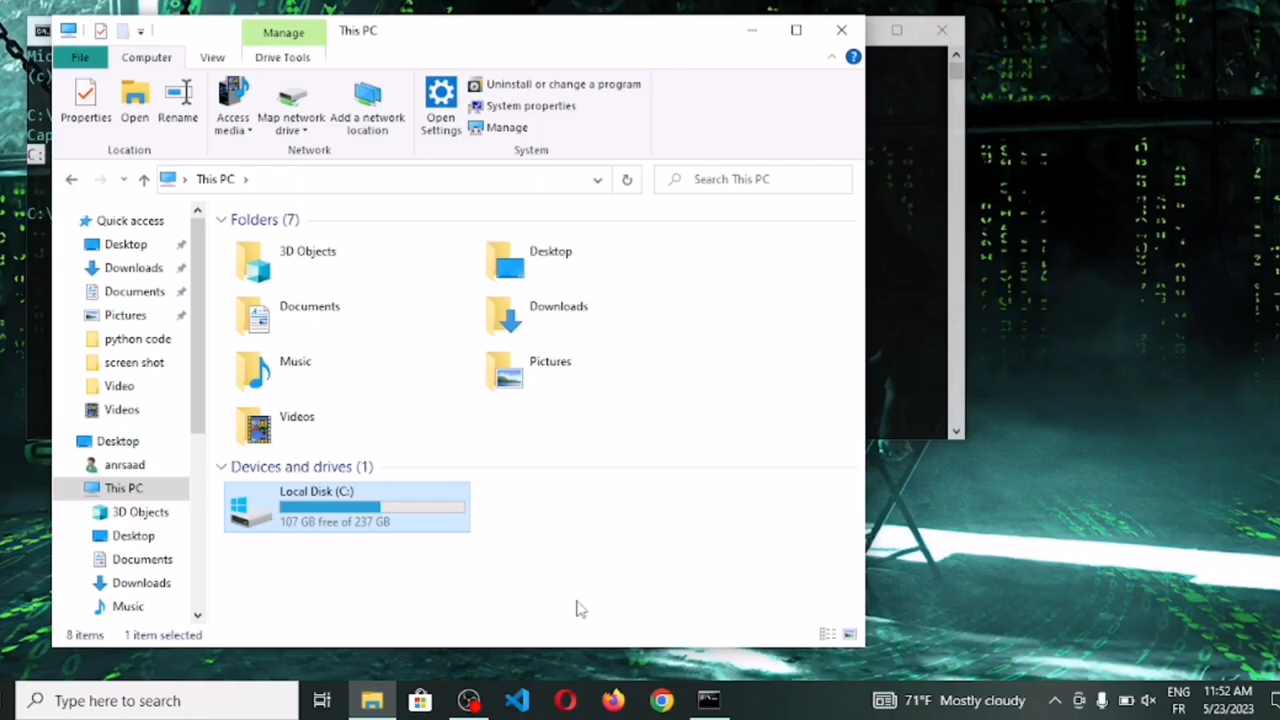 Manage
This PC
File
Computer
View
Drive Tools
Properties
Open
Rename
Access media
Map network drive
Add a network location
Open Settings
Uninstall or change a program
System properties
Manage
Location
Network
System
This PC
Search This PC
Quick access
Desktop
Downloads
Documents
Pictures
python code
screen shot
Video
Videos
Desktop
anrsaad
This PC
3D Objects
Desktop
Documents
Downloads
Music
Folders (7)
3D Objects
Desktop
Documents
Downloads
Music
Pictures
Videos
Devices and drives (1)
Local Disk (C:)
107 GB free of 237 GB
8 items
1 item selected
Mic
(c)
C:\
Cap
C:
C:\
Type here to search
71°F Mostly cloudy
ENG
FR
11:52 AM
5/23/2023